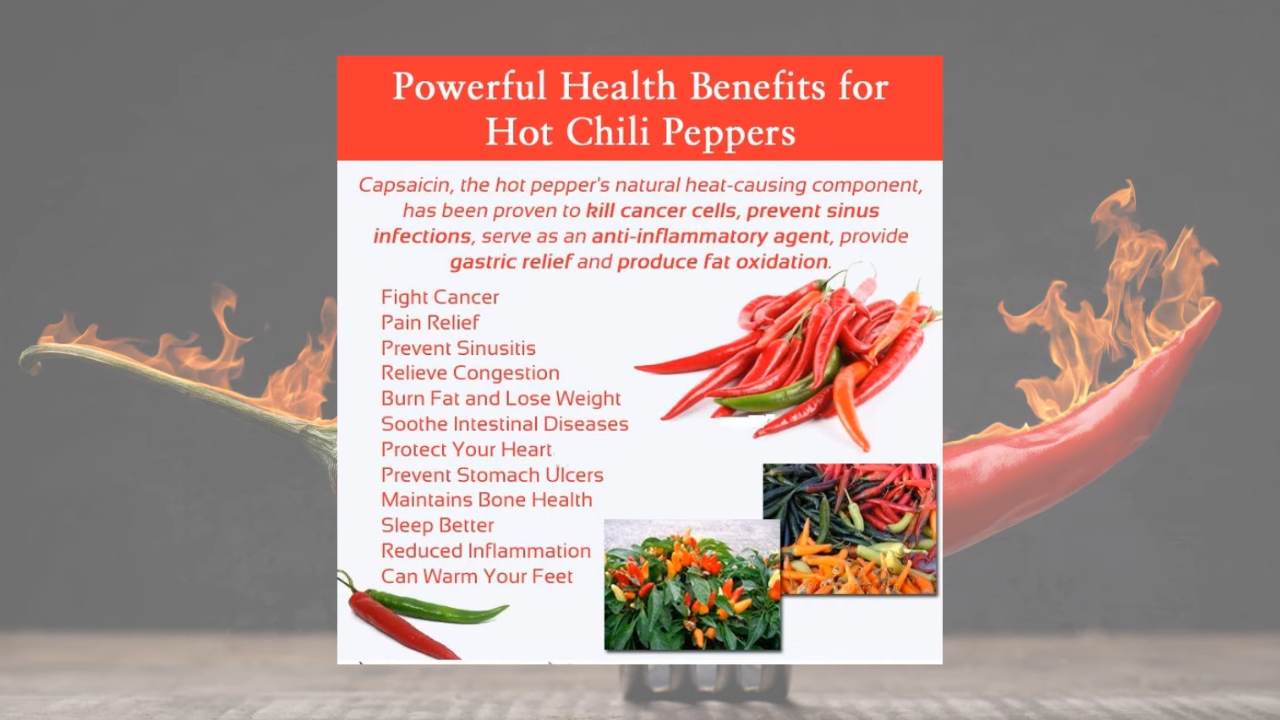 Powerful Health Benefits for
Hot Chili Peppers
Capsaicin, the hot pepper's natural heat-causing component,
has been proven to kill cancer cells, prevent sinus
infections, serve as an anti-inflammatory agent, provide
gastric relief and produce fat oxidation.
Fight Cancer
Pain Relief
Prevent Sinusitis
Relieve Congestion
Burn Fat and Lose Weight
Soothe Intestinal Diseases
Protect Your Heart
Prevent Stomach Ulcers
Maintains Bone Health
Sleep Better
Reduced Inflammation
Can Warm Your Feet